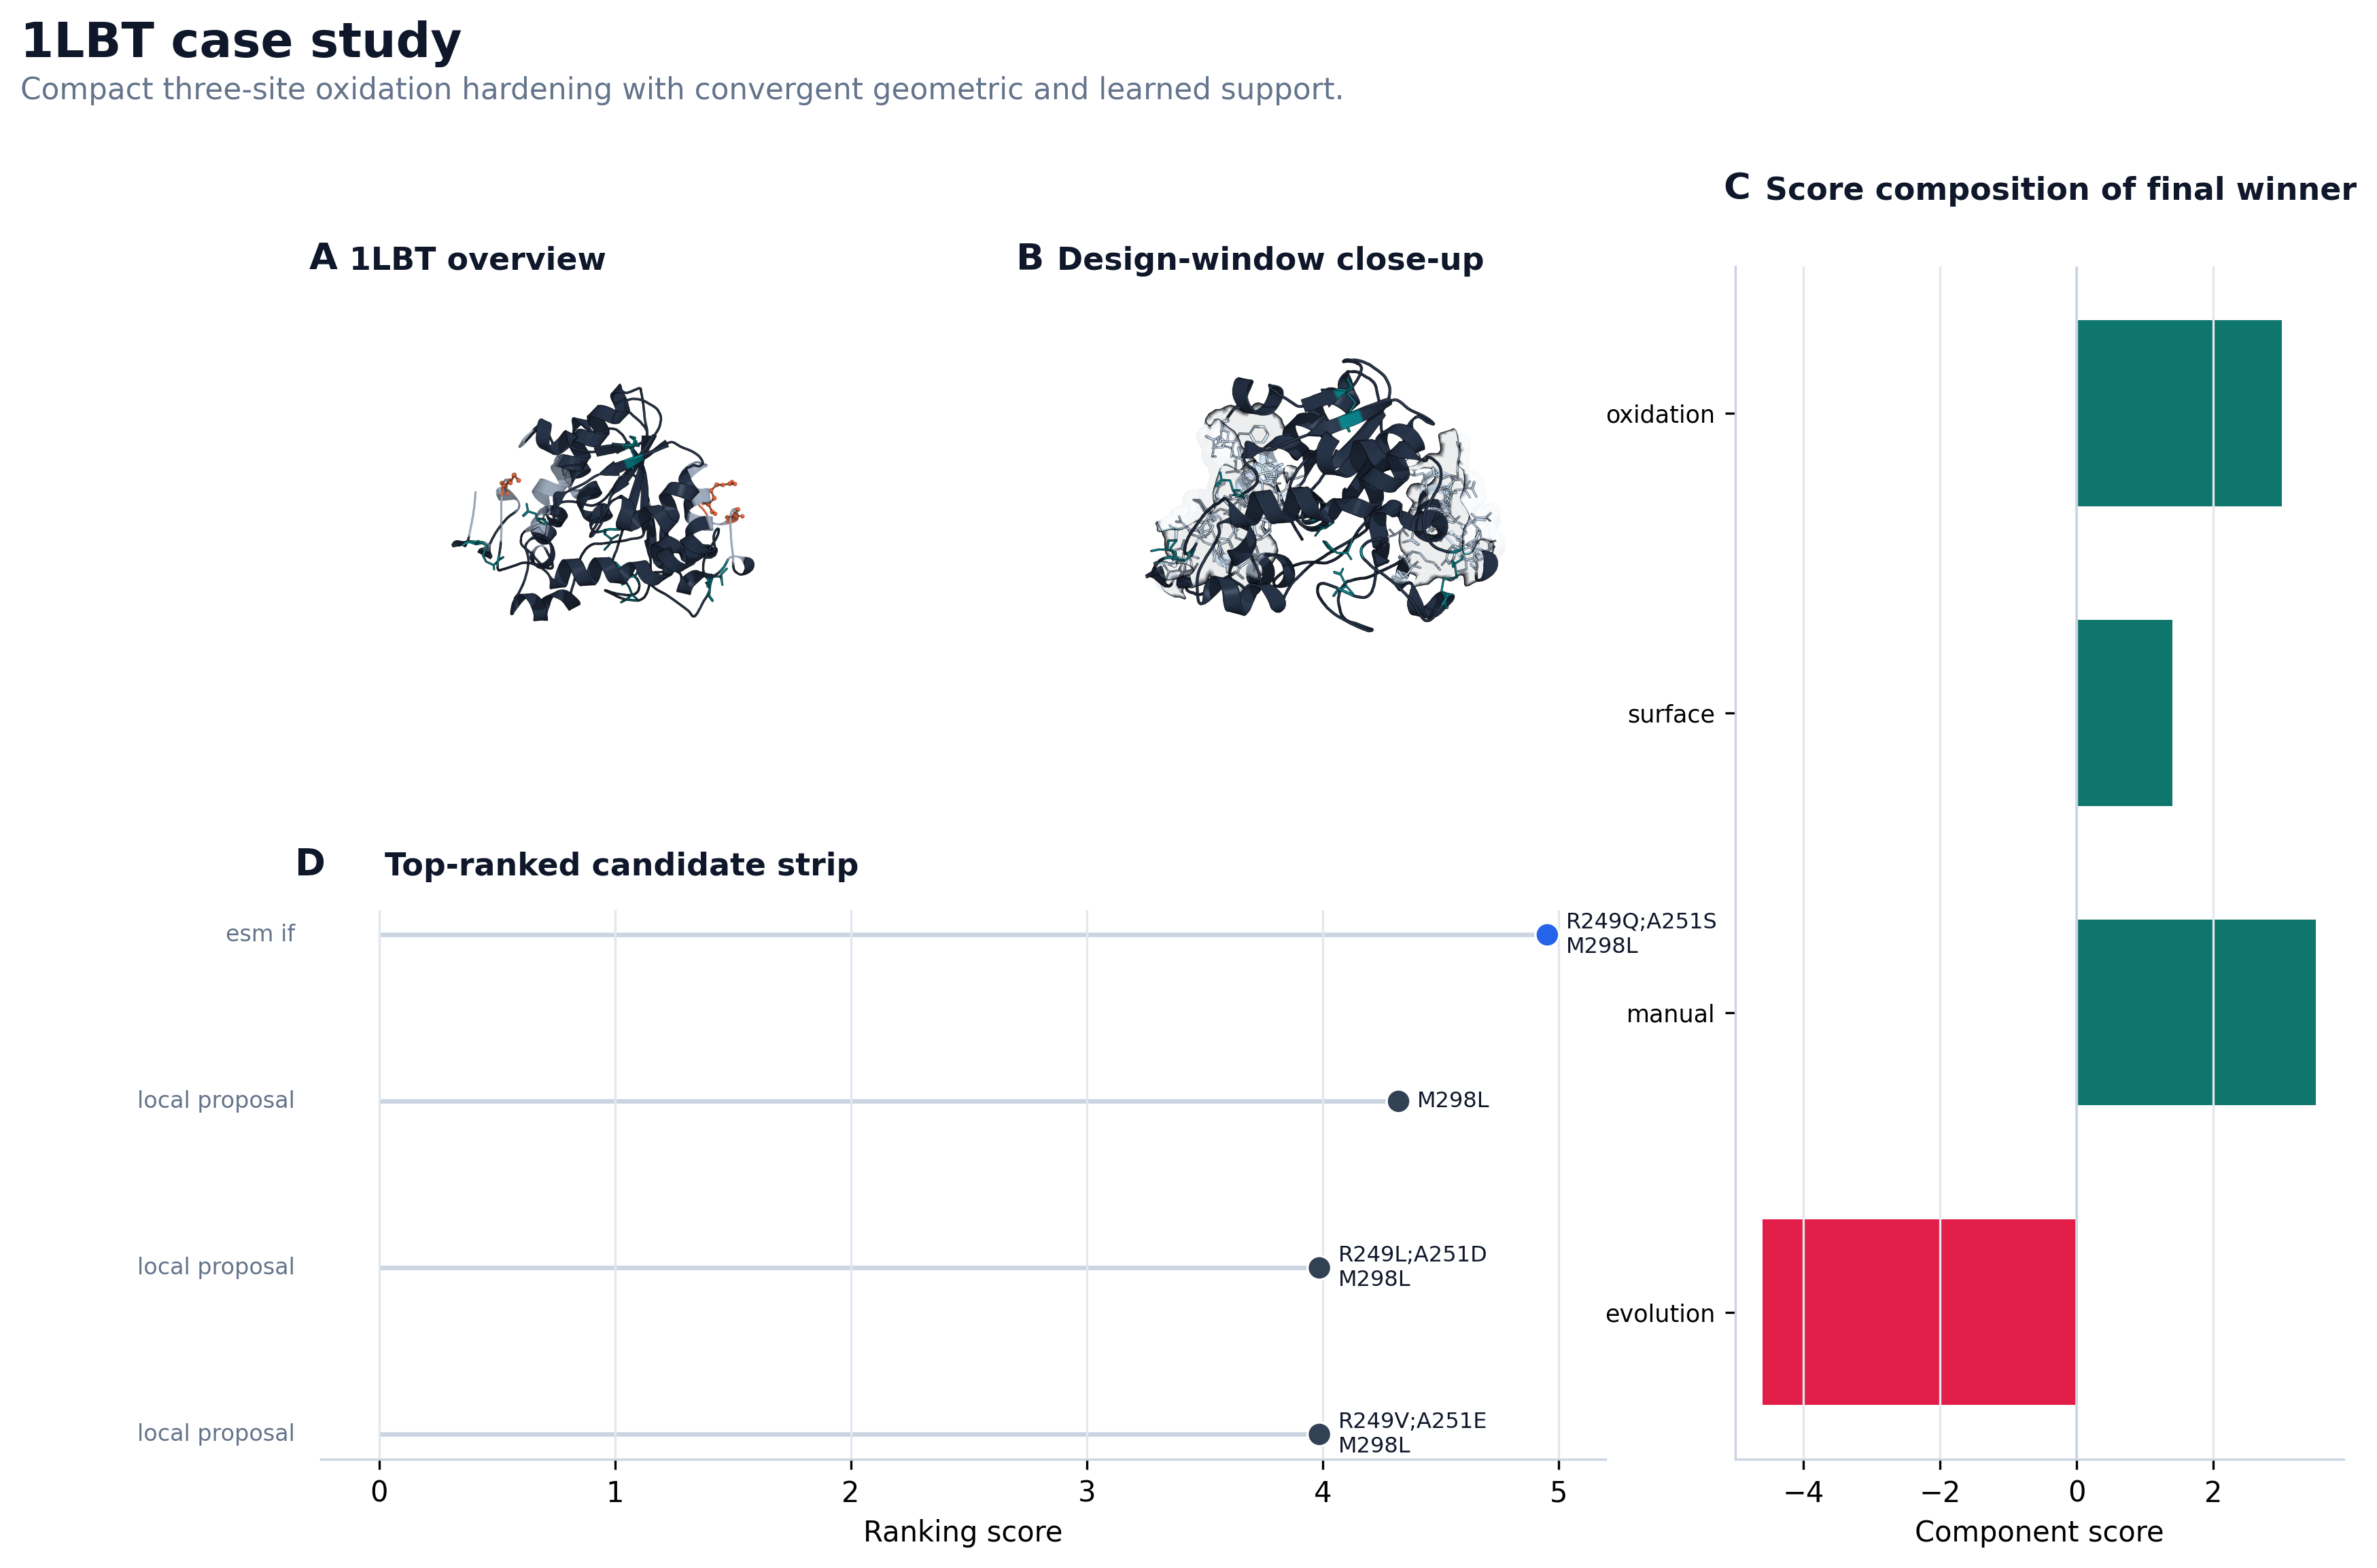 1LBT case study
Compact three-site oxidation hardening with convergent geometric and learned support.
A 1LBT overview
B Design-window close-up
C Score composition of final winner
oxidation
surface
manual
evolution
−4 −2 0 2
Component score
D Top-ranked candidate strip
esm if
R249Q;A251S
M298L
local proposal
M298L
local proposal
R249L;A251D
M298L
local proposal
R249V;A251E
M298L
0 1 2 3 4 5
Ranking score